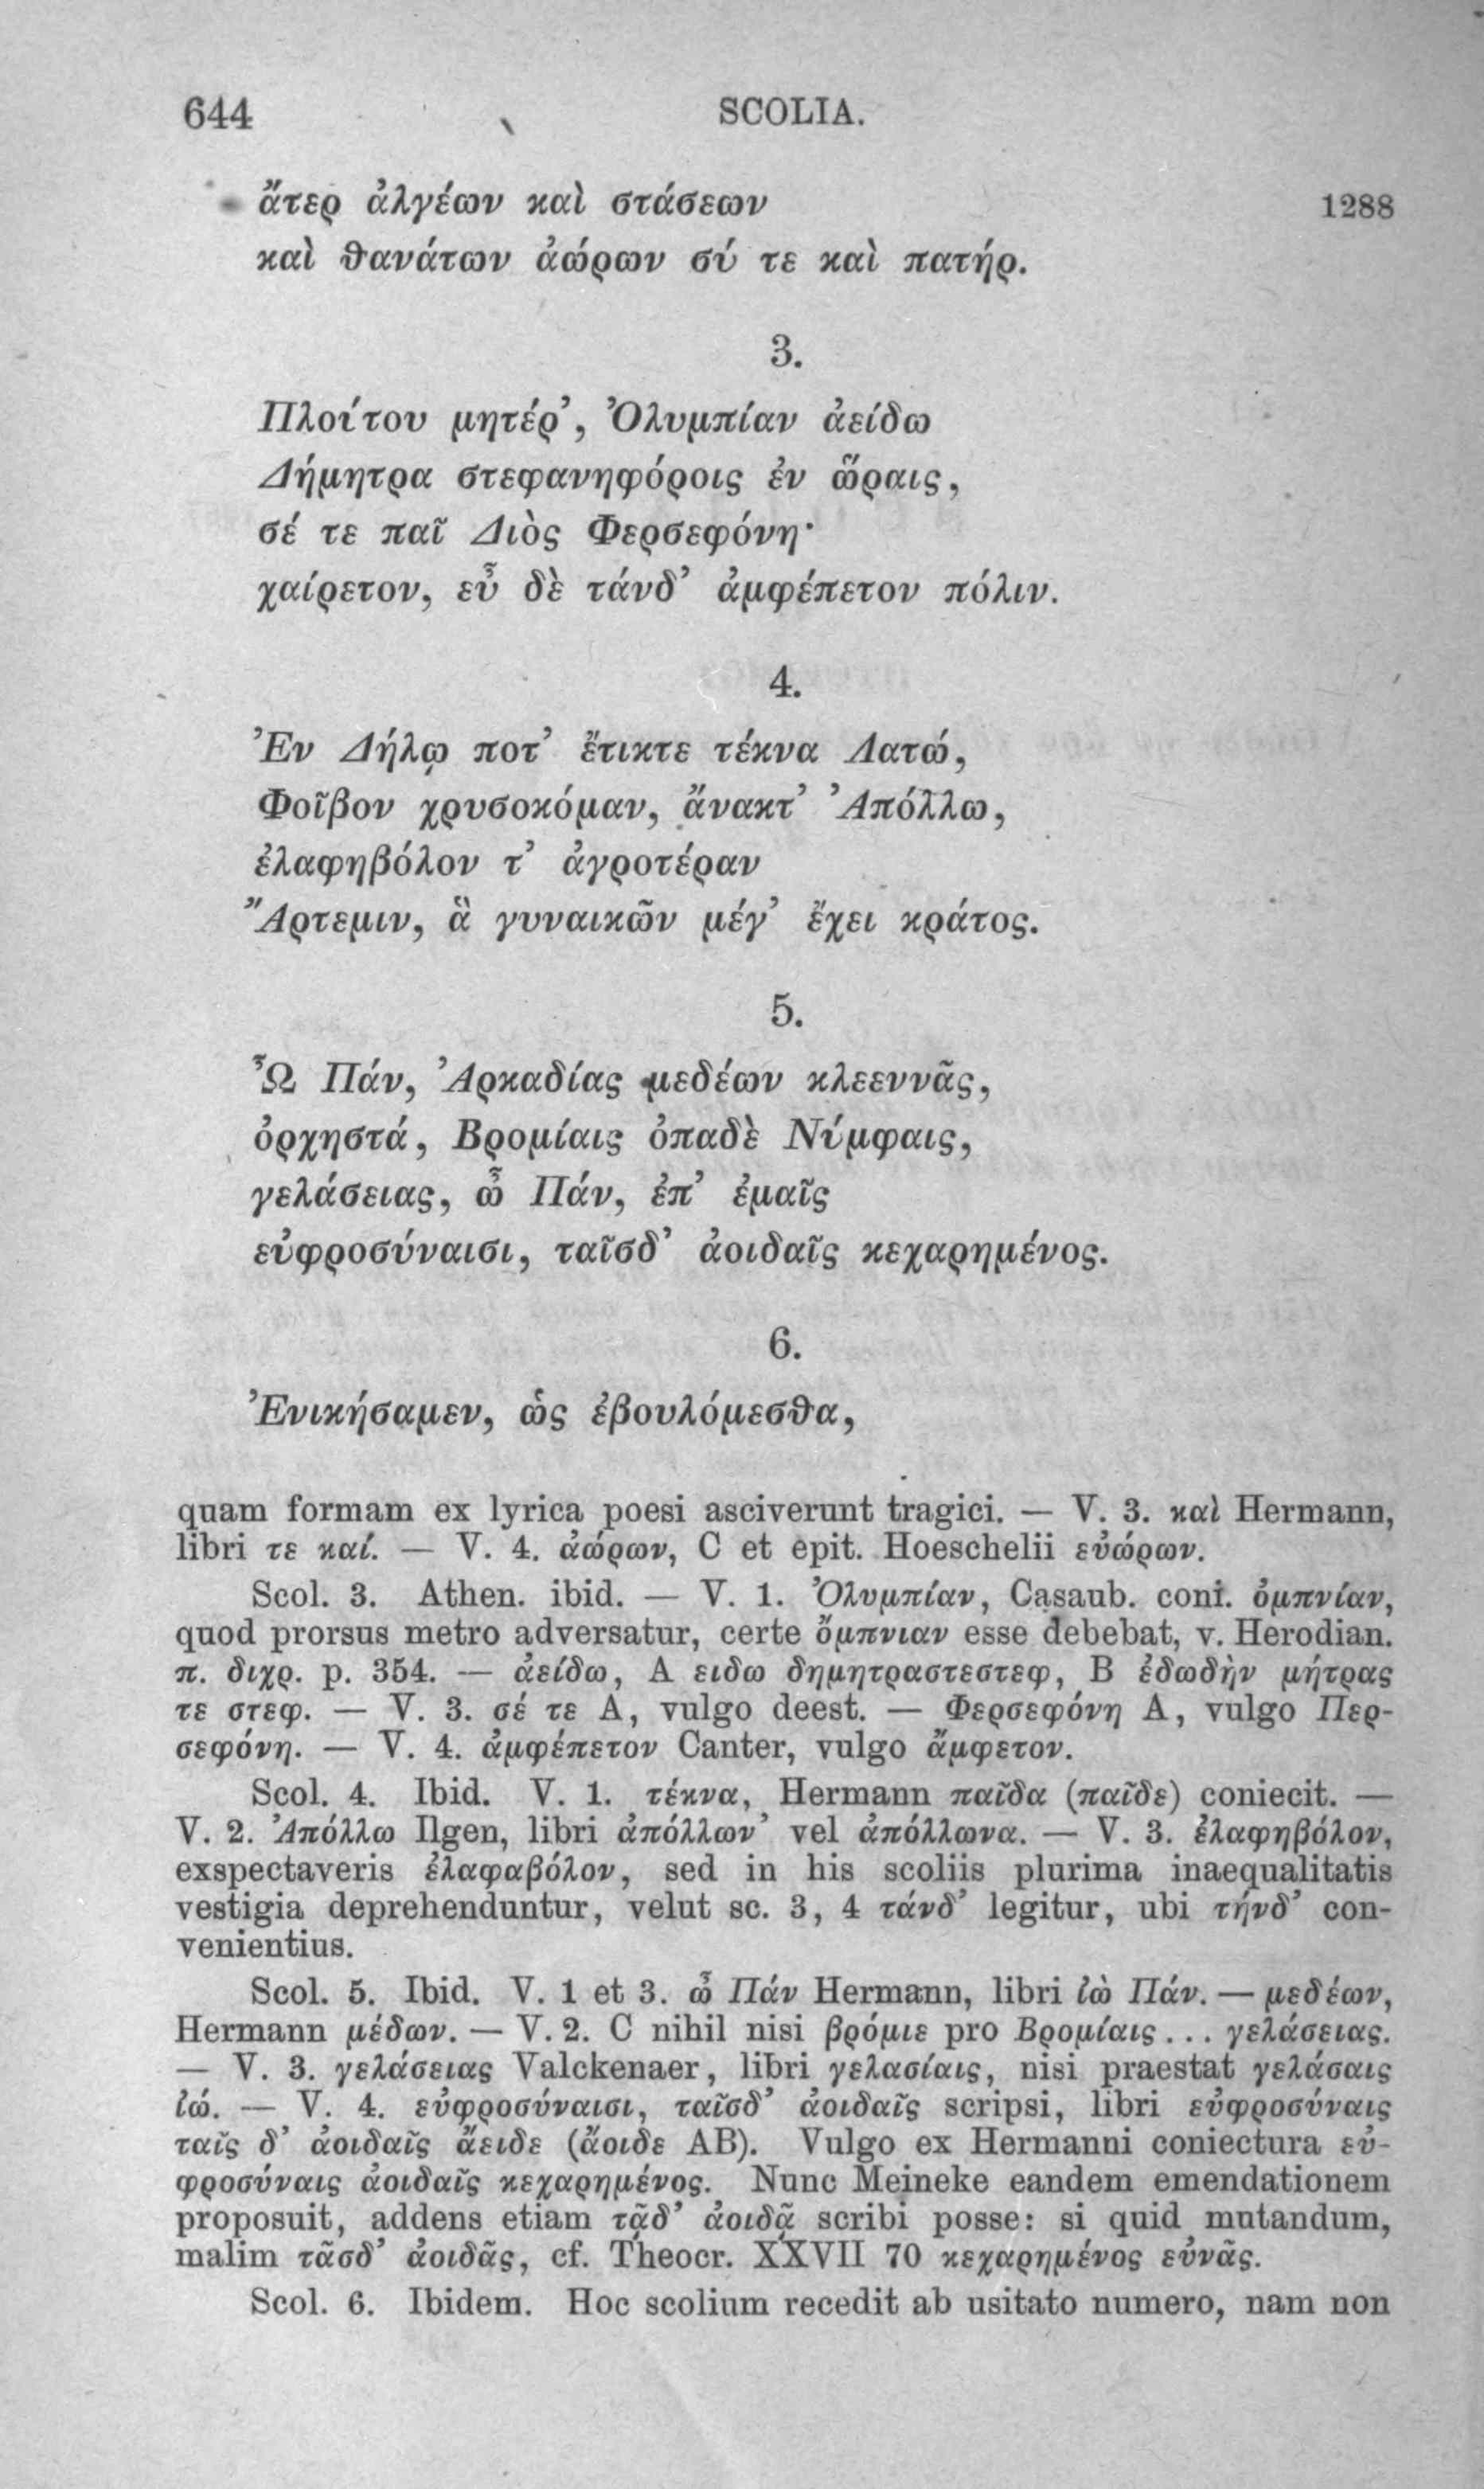 644 SCOLIA.
ἄτερ ἀλγέων καὶ στάσεων 1288
καὶ θανάτων ἀώρων σύ τε καὶ πατήρ.
3.
Πλούτου μητέρ’, Ὀλυμπίαν ἀείδω
Δήμητρα στεφανηφόροις ἐν ὥραις,
σέ τε παῖ Διὸς Φερσεφόνη·
χαίρετον, εὖ δὲ τάνδ’ ἀμφέπετον πόλιν.
4.
Ἐν Δήλῳ ποτ’ ἔτικτε τέκνα Λατώ,
Φοῖβον χρυσοκόμαν, ἄνακτ’ Ἀπόλλω,
ἐλαφηβόλον τ’ ἀγροτέραν
Ἄρτεμιν, ἃ γυναικῶν μέγ’ ἔχει κράτος.
5.
Ὦ Πάν, Ἀρκαδίας μεδέων κλεεννᾶς,
ὀρχηστά, Βρομίαις ὀπαδὲ Νύμφαις,
γελάσειας, ὦ Πάν, ἐπ’ ἐμαῖς
εὐφροσύναισι, ταῖσδ’ ἀοιδαῖς κεχαρημένος.
6.
Ἐνικήσαμεν, ὡς ἐβουλόμεσθα,
quam formam ex lyrica poesi asciverunt tragici. — V. 3. καὶ Hermann,
libri τε καί. — V. 4. ἀώρων, C et epit. Hoeschelii εὐώρων.
Scol. 3. Athen. ibid. — V. 1. Ὀλυμπίαν, Casaub. coni. ὀμπνίαν,
quod prorsus metro adversatur, certe ὄμπνιαν esse debebat, v. Herodian.
π. διχρ. p. 354. — ἀείδω, A ειδω δημητραστεστεφ, B ἐδωδὴν μήτρας
τε στεφ. — V. 3. σέ τε A, vulgo deest. — Φερσεφόνη A, vulgo Περ-
σεφόνη. — V. 4. ἀμφέπετον Canter, vulgo ἄμφετον.
Scol. 4. Ibid. V. 1. τέκνα, Hermann παῖδα (παῖδε) coniecit. —
V. 2. Ἀπόλλω Ilgen, libri ἀπόλλων’ vel ἀπόλλωνα. — V. 3. ἐλαφηβόλον,
exspectaveris ἐλαφαβόλον, sed in his scoliis plurima inaequalitatis
vestigia deprehenduntur, velut sc. 3, 4 τάνδ’ legitur, ubi τήνδ’ con-
venientius.
Scol. 5. Ibid. V. 1 et 3. ὦ Πάν Hermann, libri ἰὼ Πάν. — μεδέων,
Hermann μέδων. — V. 2. C nihil nisi βρόμιε pro Βρομίαις . . . γελάσειας.
— V. 3. γελάσειας Valckenaer, libri γελασίαις, nisi praestat γελάσαις
ἰώ. — V. 4. εὐφροσύναισι, ταῖσδ’ ἀοιδαῖς scripsi, libri εὐφροσύναις
ταῖς δ’ ἀοιδαῖς ἄειδε (ἄοιδε AB). Vulgo ex Hermanni coniectura εὐ-
φροσύναις ἀοιδαῖς κεχαρημένος. Nunc Meineke eandem emendationem
proposuit, addens etiam τᾷδ’ ἀοιδᾷ scribi posse: si quid mutandum,
malim τᾶσδ’ ἀοιδᾶς, cf. Theocr. XXVII 70 κεχαρημένος εὐνᾶς.
Scol. 6. Ibidem. Hoc scolium recedit ab usitato numero, nam non